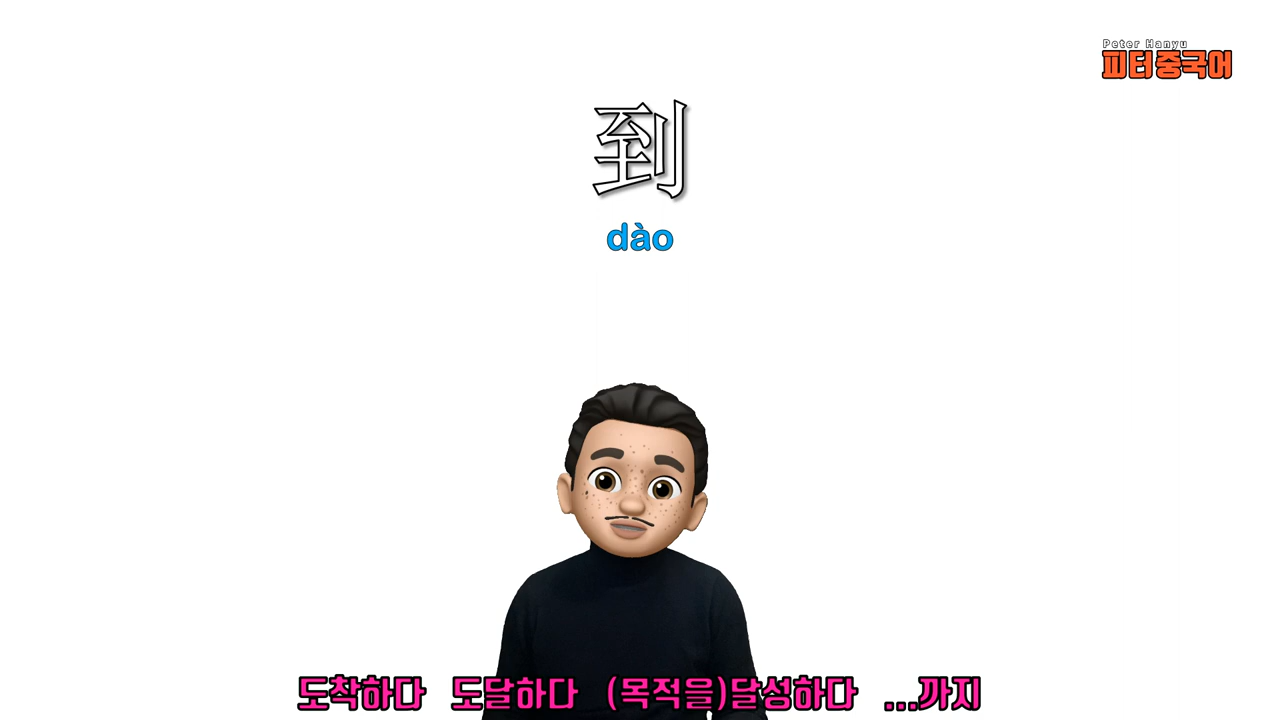 Peter Hanyu
피터 중국어
到
dào
도착하다 도달하다 (목적을)달성하다 ...까지